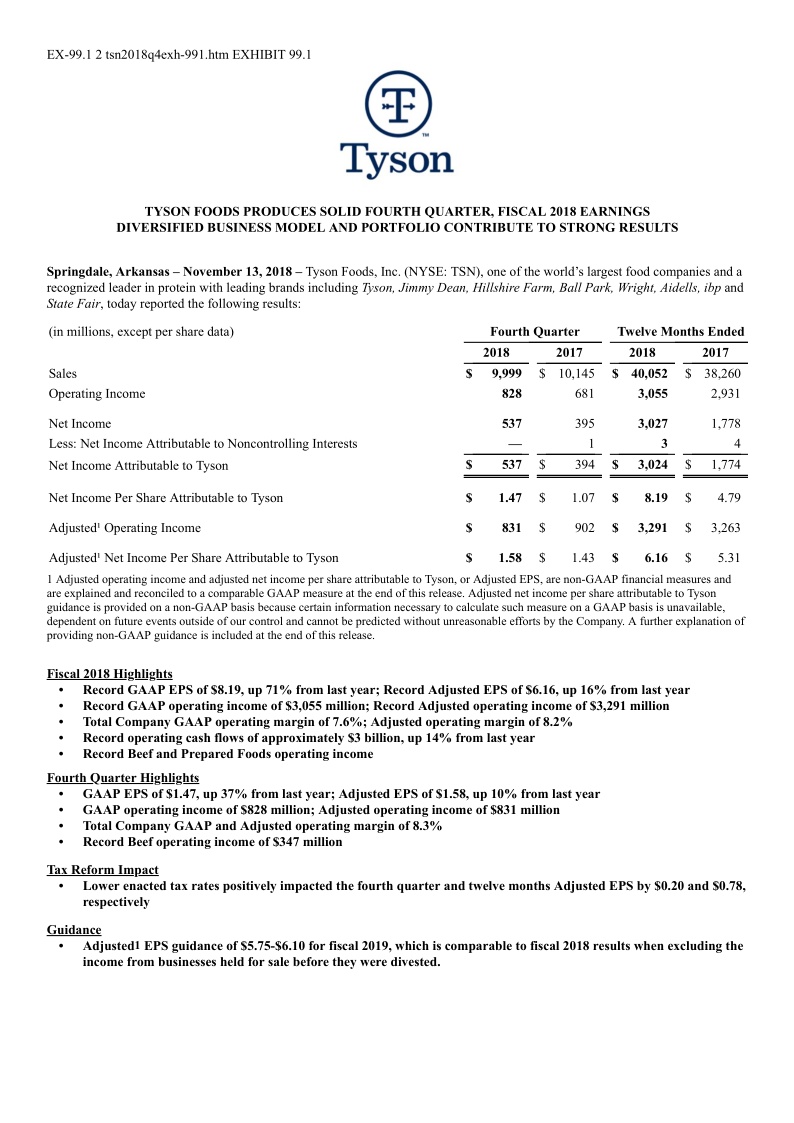 EX-99.1 2 tsn2018q4exh-991.htm EXHIBIT 99.1
T
™
Tyson
TYSON FOODS PRODUCES SOLID FOURTH QUARTER, FISCAL 2018 EARNINGS
DIVERSIFIED BUSINESS MODEL AND PORTFOLIO CONTRIBUTE TO STRONG RESULTS
Springdale, Arkansas – November 13, 2018 – Tyson Foods, Inc. (NYSE: TSN), one of the world’s largest food companies and a
recognized leader in protein with leading brands including Tyson, Jimmy Dean, Hillshire Farm, Ball Park, Wright, Aidells, ibp and
State Fair, today reported the following results:
(in millions, except per share data) Fourth Quarter Twelve Months Ended
2018 2017 2018 2017
Sales $ 9,999 $ 10,145 $ 40,052 $ 38,260
Operating Income 828 681 3,055 2,931
Net Income 537 395 3,027 1,778
Less: Net Income Attributable to Noncontrolling Interests — 1 3 4
Net Income Attributable to Tyson $ 537 $ 394 $ 3,024 $ 1,774
Net Income Per Share Attributable to Tyson $ 1.47 $ 1.07 $ 8.19 $ 4.79
Adjusted¹ Operating Income $ 831 $ 902 $ 3,291 $ 3,263
Adjusted¹ Net Income Per Share Attributable to Tyson $ 1.58 $ 1.43 $ 6.16 $ 5.31
1 Adjusted operating income and adjusted net income per share attributable to Tyson, or Adjusted EPS, are non-GAAP financial measures and
are explained and reconciled to a comparable GAAP measure at the end of this release. Adjusted net income per share attributable to Tyson
guidance is provided on a non-GAAP basis because certain information necessary to calculate such measure on a GAAP basis is unavailable,
dependent on future events outside of our control and cannot be predicted without unreasonable efforts by the Company. A further explanation of
providing non-GAAP guidance is included at the end of this release.
Fiscal 2018 Highlights
• Record GAAP EPS of $8.19, up 71% from last year; Record Adjusted EPS of $6.16, up 16% from last year
• Record GAAP operating income of $3,055 million; Record Adjusted operating income of $3,291 million
• Total Company GAAP operating margin of 7.6%; Adjusted operating margin of 8.2%
• Record operating cash flows of approximately $3 billion, up 14% from last year
• Record Beef and Prepared Foods operating income
Fourth Quarter Highlights
• GAAP EPS of $1.47, up 37% from last year; Adjusted EPS of $1.58, up 10% from last year
• GAAP operating income of $828 million; Adjusted operating income of $831 million
• Total Company GAAP and Adjusted operating margin of 8.3%
• Record Beef operating income of $347 million
Tax Reform Impact
• Lower enacted tax rates positively impacted the fourth quarter and twelve months Adjusted EPS by $0.20 and $0.78,
respectively
Guidance
• Adjusted1 EPS guidance of $5.75-$6.10 for fiscal 2019, which is comparable to fiscal 2018 results when excluding the
income from businesses held for sale before they were divested.